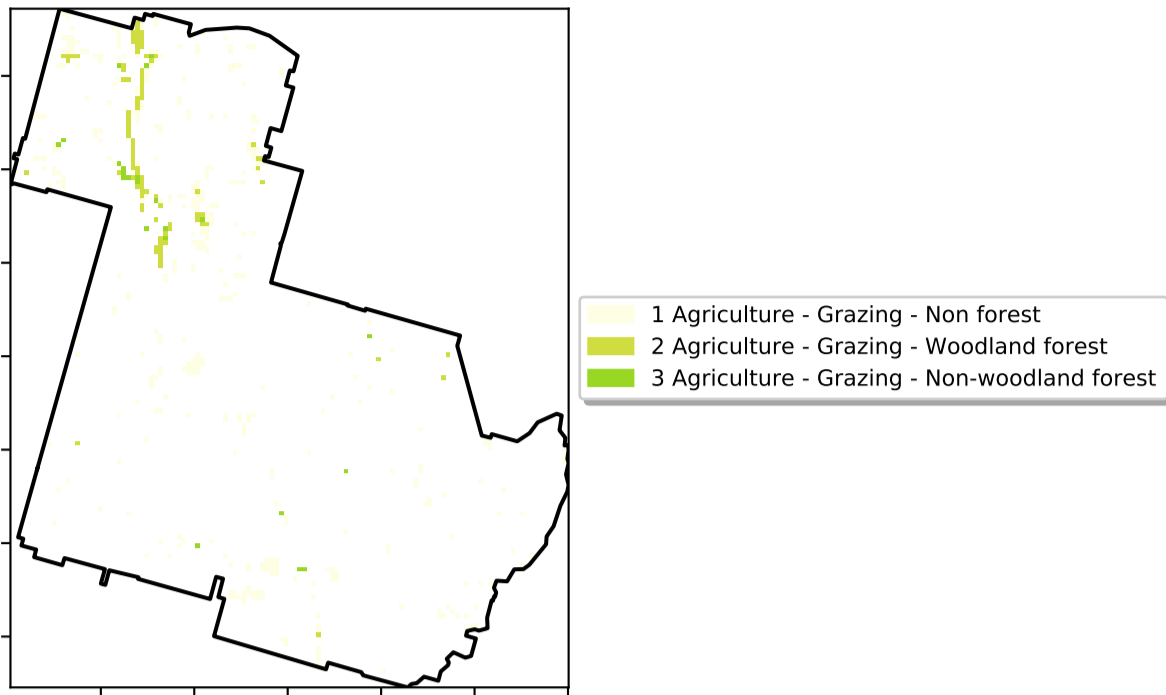 1 Agriculture - Grazing - Non forest
2 Agriculture - Grazing - Woodland forest
3 Agriculture - Grazing - Non-woodland forest